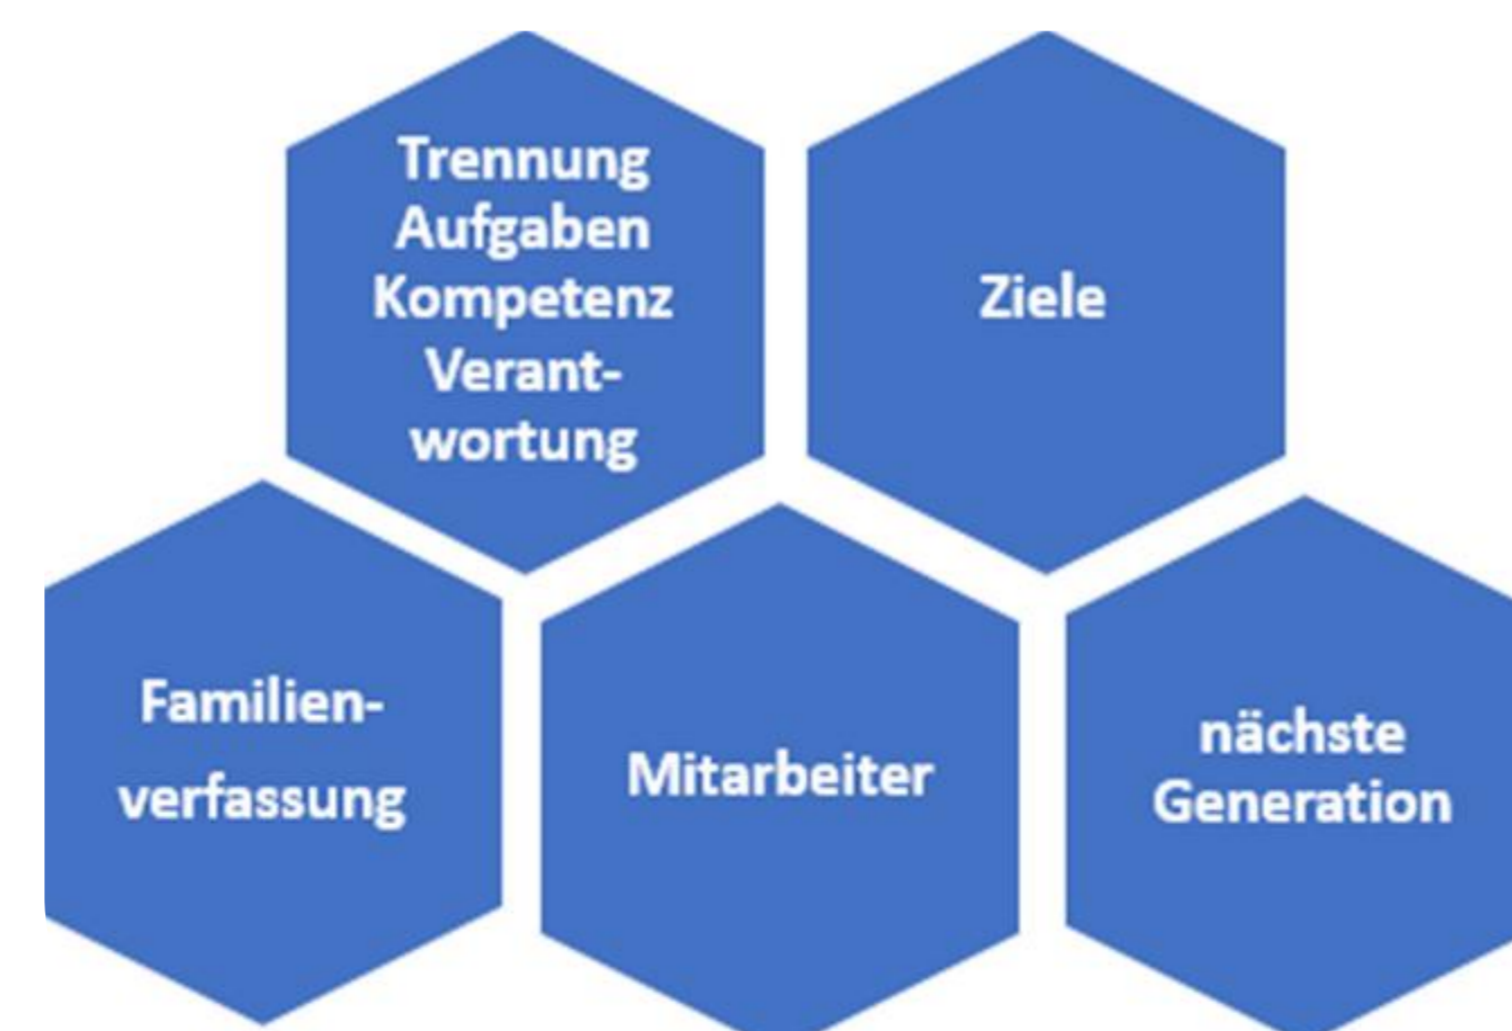 Trennung
Aufgaben
Kompetenz
Verant-
wortung
Ziele
Familien-
verfassung
Mitarbeiter
nächste
Generation